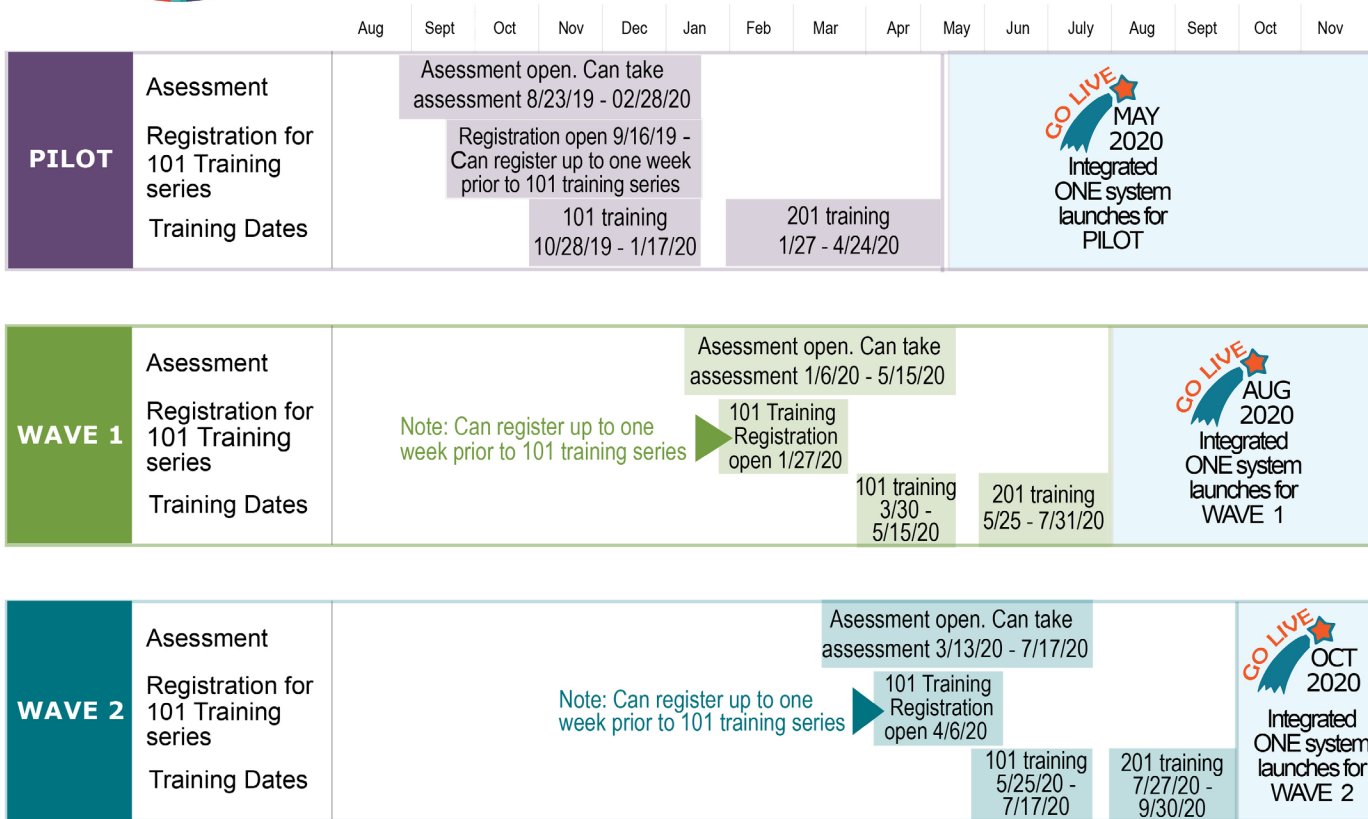 Aug Sept Oct Nov Dec Jan Feb Mar Apr May Jun July Aug Sept Oct Nov
PILOT
Asessment
Asessment open. Can take
assessment 8/23/19 - 02/28/20
Registration for
101 Training
series
Registration open 9/16/19 -
Can register up to one week
prior to 101 training series
Training Dates
101 training
10/28/19 - 1/17/20
201 training
1/27 - 4/24/20
GO LIVE
MAY
2020
Integrated
ONE system
launches for
PILOT
WAVE 1
Asessment
Asessment open. Can take
assessment 1/6/20 - 5/15/20
Registration for
101 Training
series
Note: Can register up to one
week prior to 101 training series
101 Training
Registration
open 1/27/20
Training Dates
101 training
3/30 -
5/15/20
201 training
5/25 - 7/31/20
GO LIVE
AUG
2020
Integrated
ONE system
launches for
WAVE 1
WAVE 2
Asessment
Asessment open. Can take
assessment 3/13/20 - 7/17/20
Registration for
101 Training
series
Note: Can register up to one
week prior to 101 training series
101 Training
Registration
open 4/6/20
Training Dates
101 training
5/25/20 -
7/17/20
201 training
7/27/20 -
9/30/20
GO LIVE
OCT
2020
Integrated
ONE system
launches for
WAVE 2